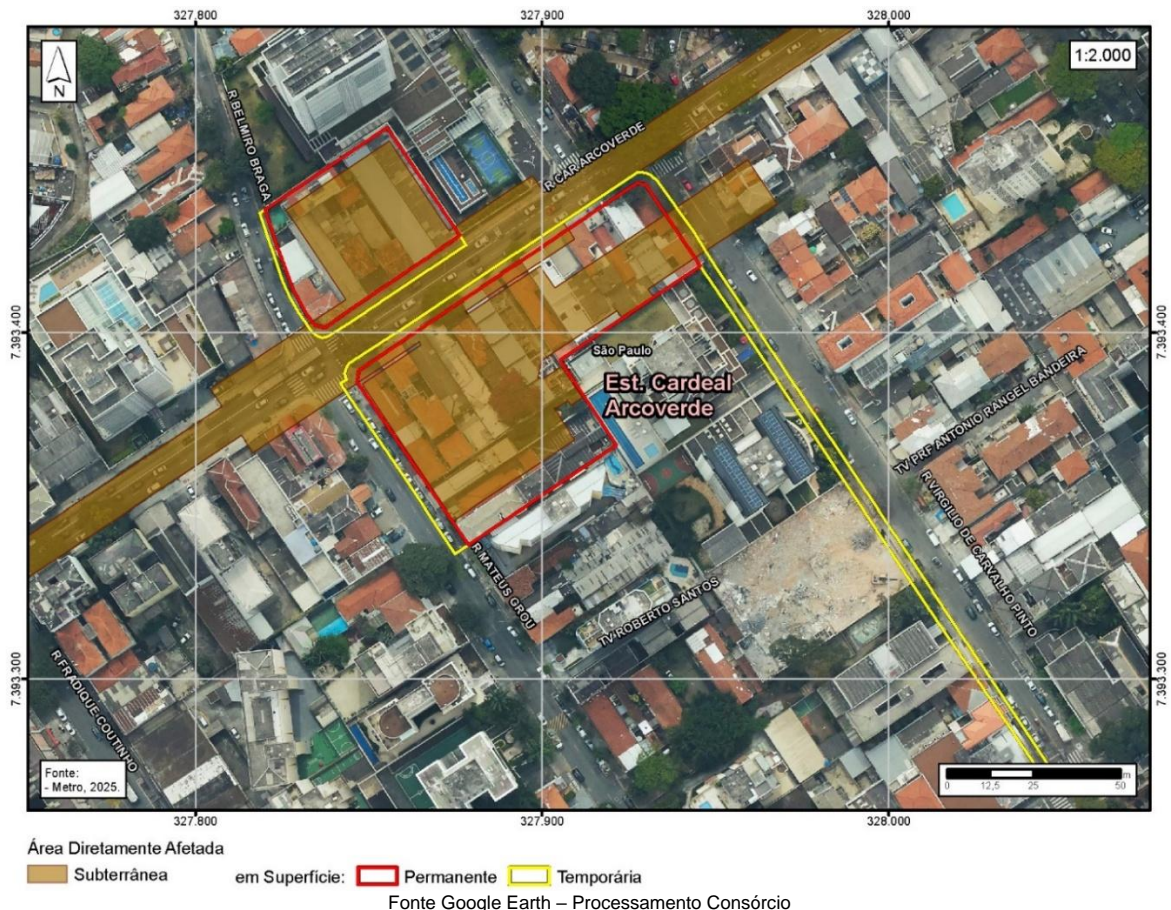 327.800 327.900 328.000
N
1:2.000
R BELMIRO BRAGA
R CAR ARCOVERDE
7.393.400 7.393.400
São Paulo
Est. Cardeal
Arcoverde
TV PRF ANTONIO RANGEL BANDEIRA
R VIRGILIO DE CARVALHO PINTO
R MATEUS GROU
TV ROBERTO SANTOS
R FRADIQUE COUTINHO
7.393.300 7.393.300
Fonte:
- Metro, 2025.
m
0 12,5 25 50
327.800 327.900 328.000
Área Diretamente Afetada
Subterrânea em Superfície: Permanente Temporária
Fonte Google Earth – Processamento Consórcio